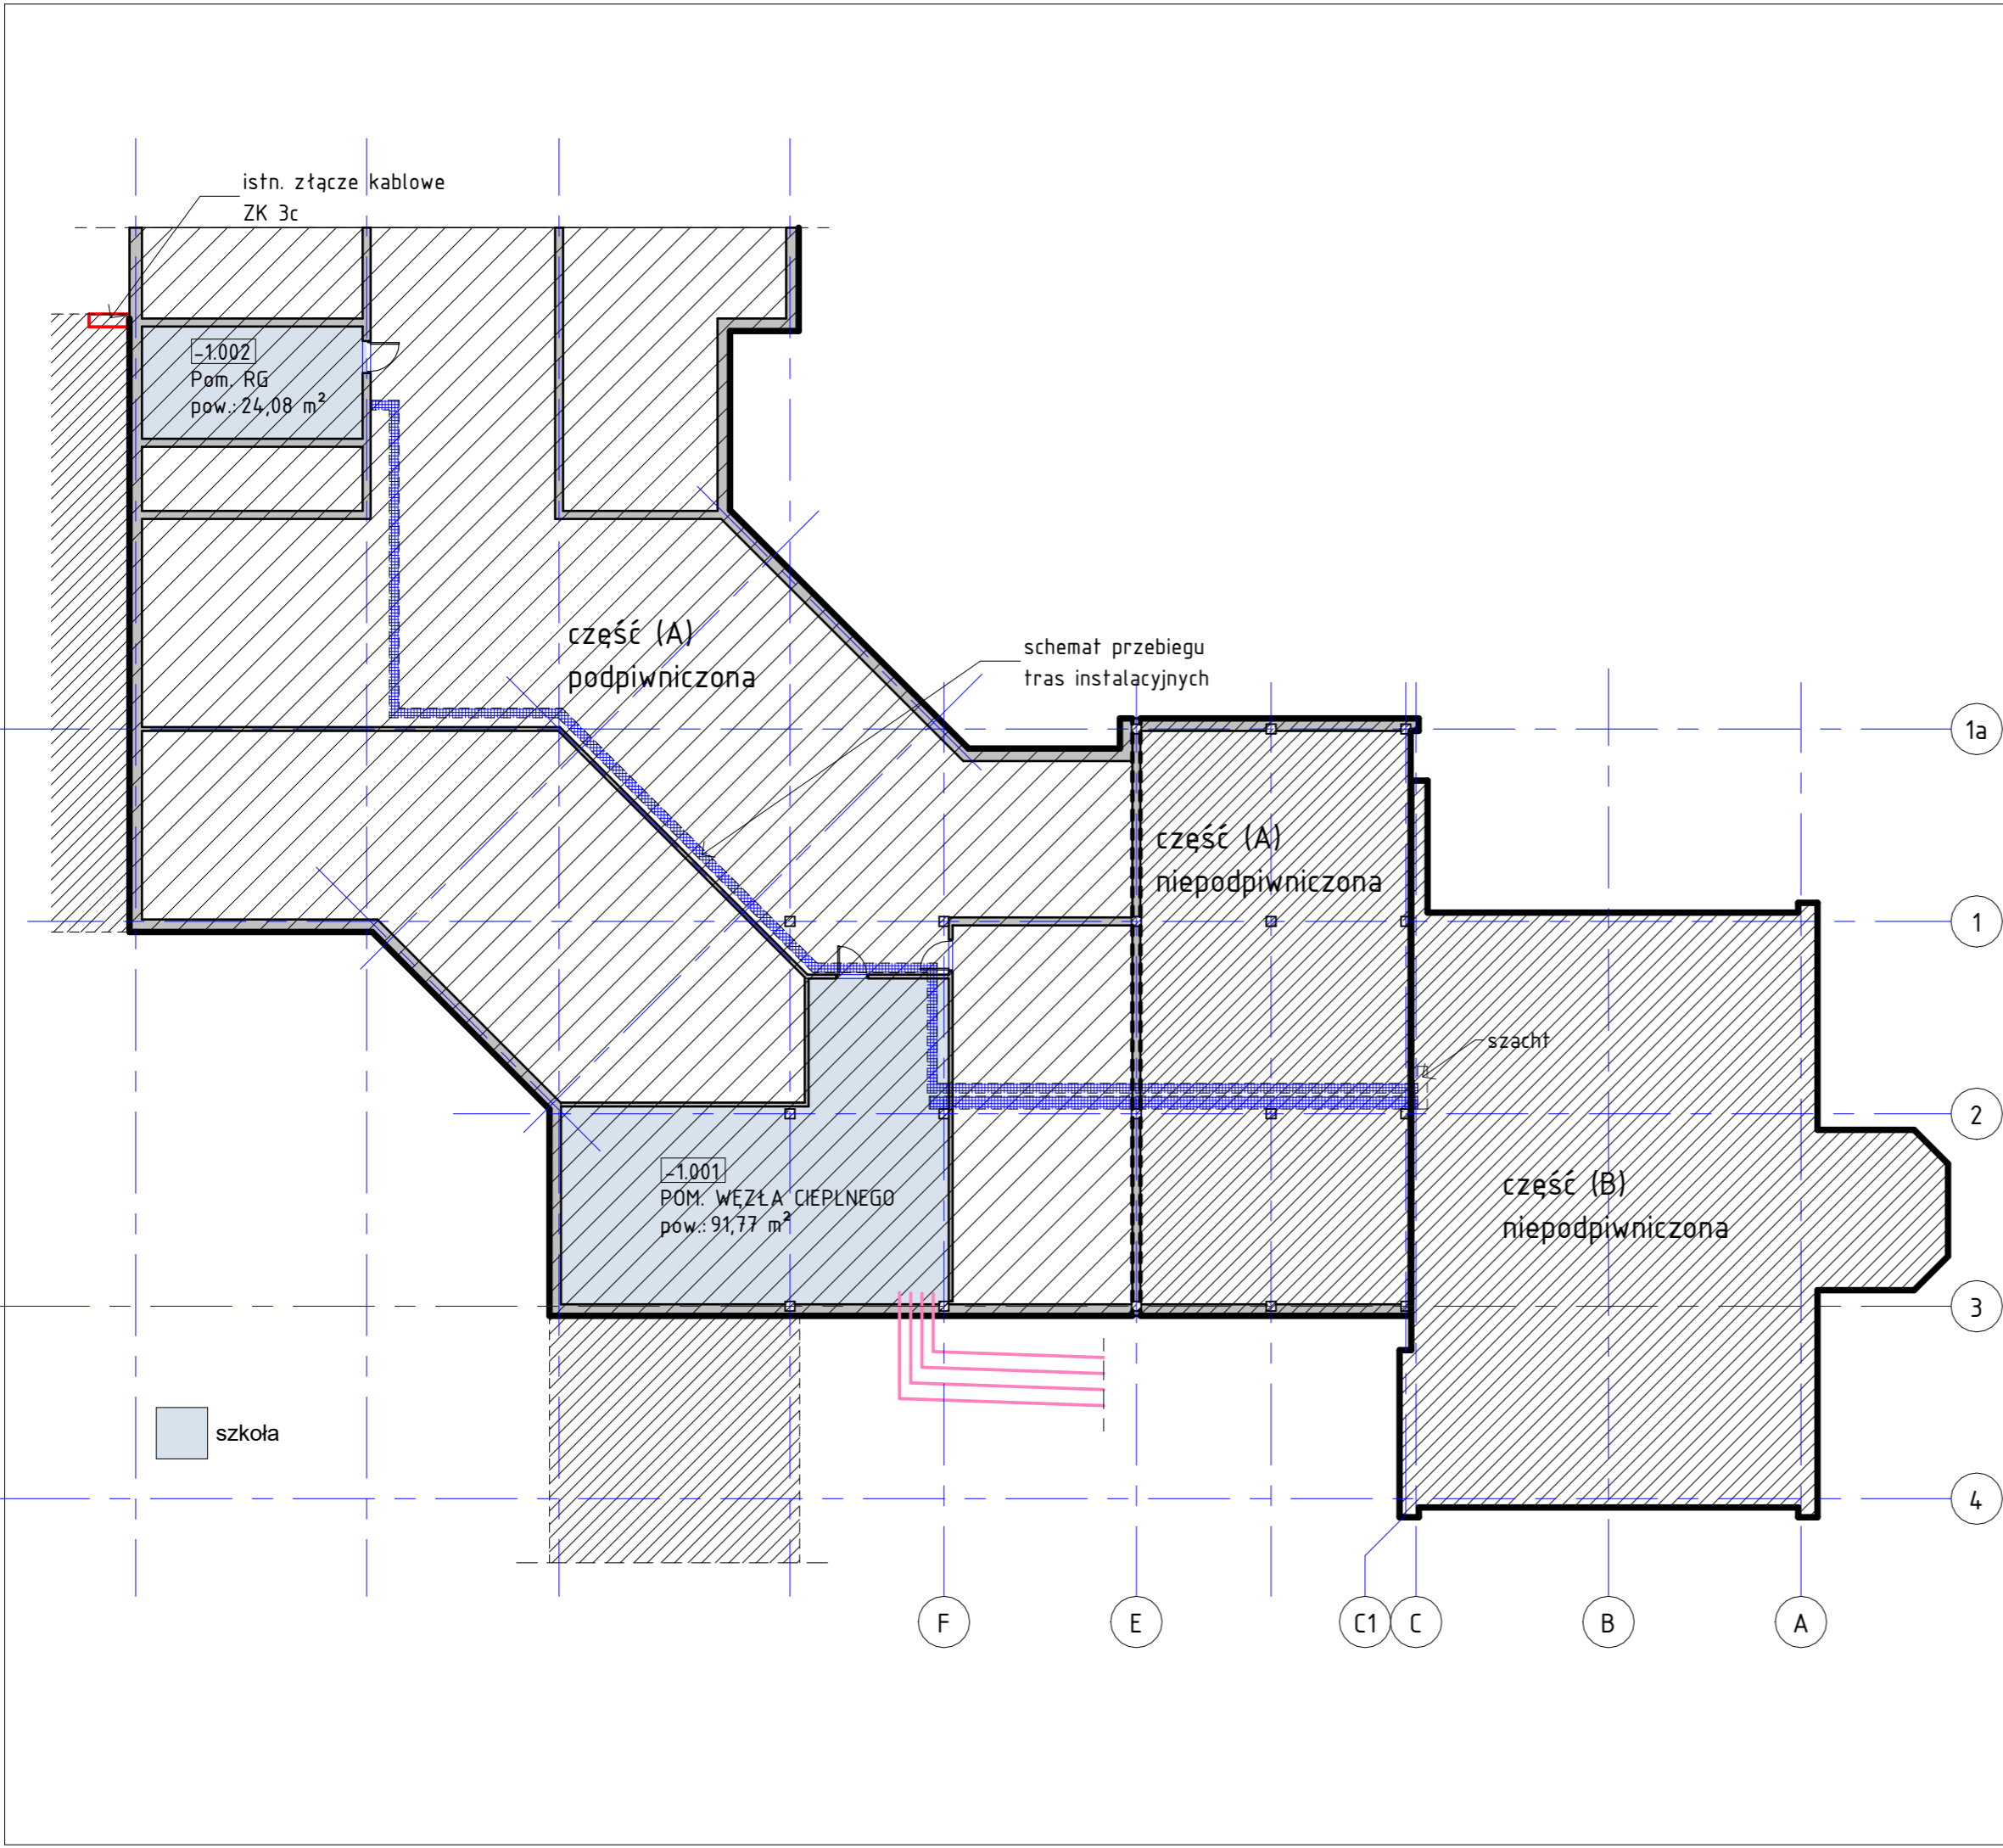 istn. złącze kablowe
ZK 3c
-1.002
Pom. RG
pow.: 24,08 m²
część (A)
podpiwniczona
schemat przebiegu
tras instalacyjnych
1a
część (A)
niepodpiwniczona
1
szacht
2
-1.001
POM. WĘZŁA CIEPLNEGO
pow.: 91,77 m²
część (B)
niepodpiwniczona
3
szkoła
4
F
E
C1
C
B
A